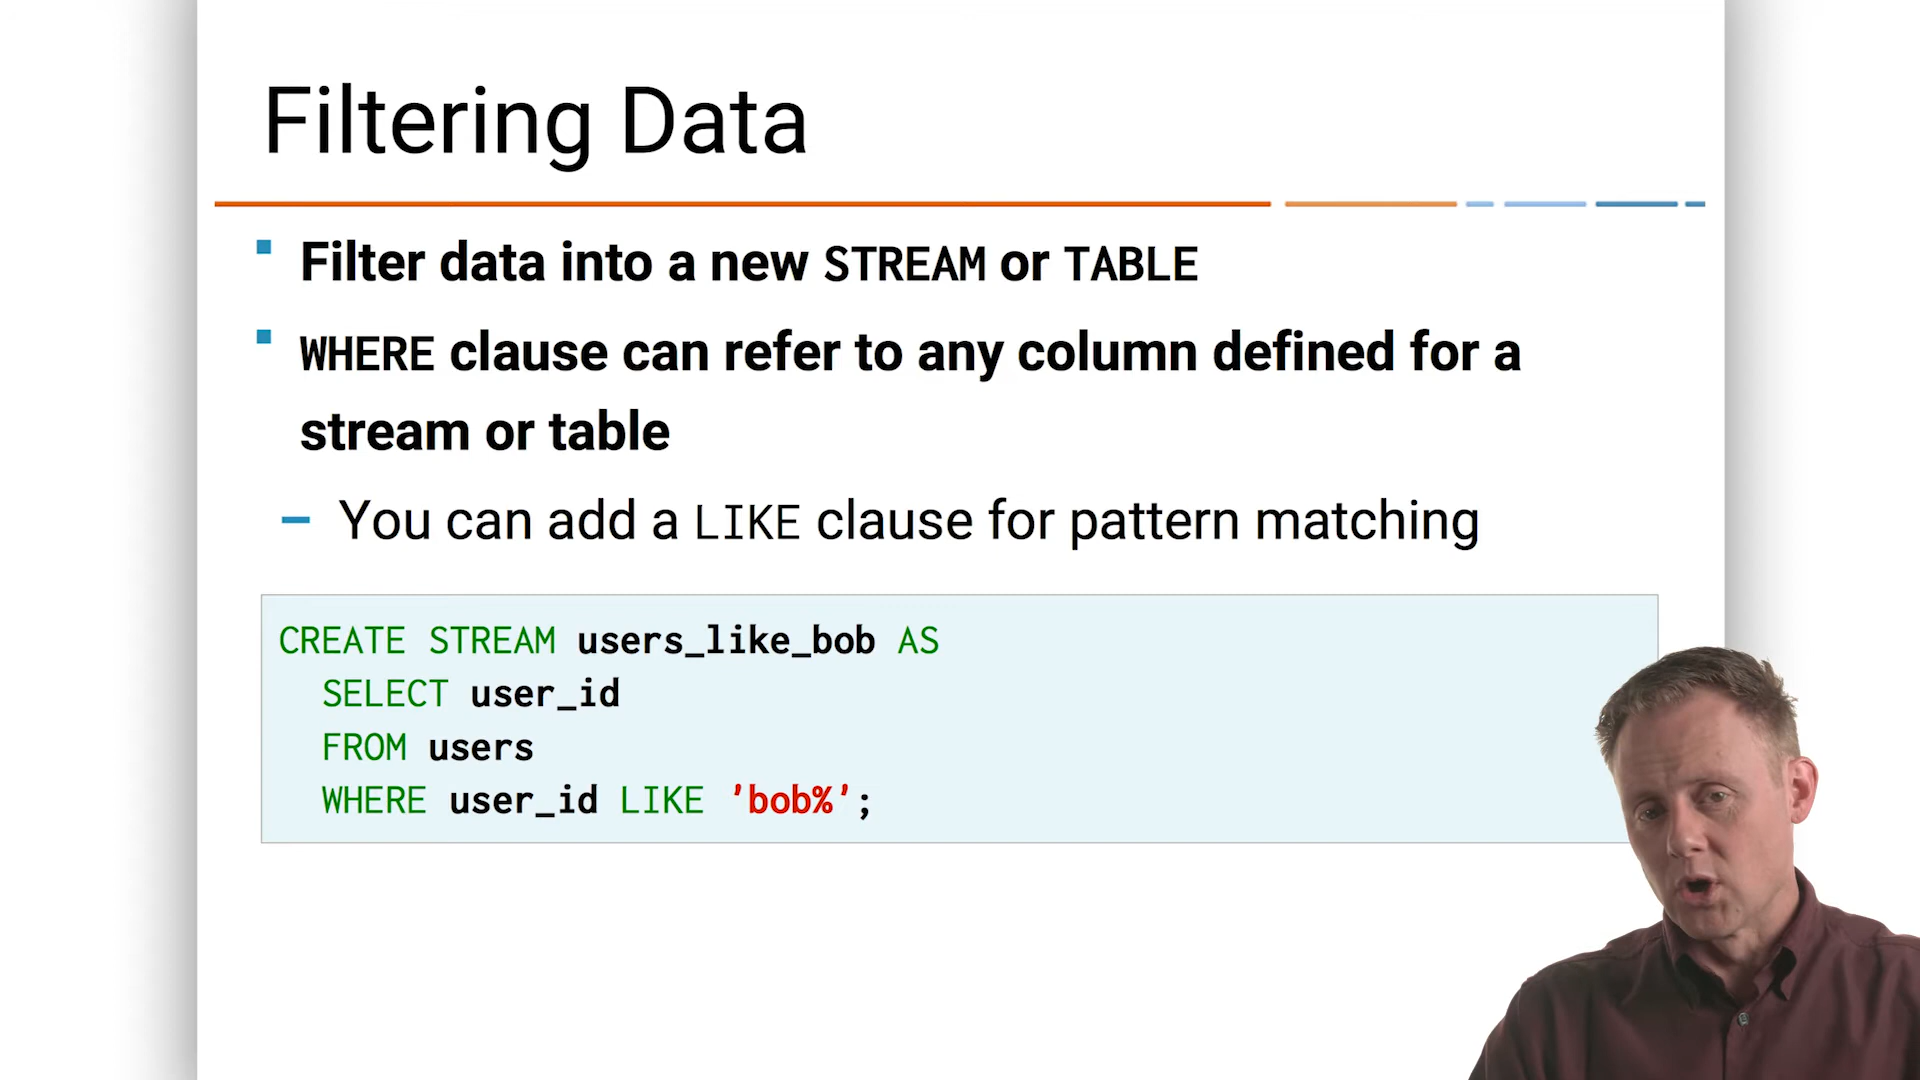 Filtering Data
Filter data into a new STREAM or TABLE
WHERE clause can refer to any column defined for a
stream or table
You can add a LIKE clause for pattern matching
CREATE STREAM users_like_bob AS
SELECT user_id
FROM users
WHERE user_id LIKE 'bob%';